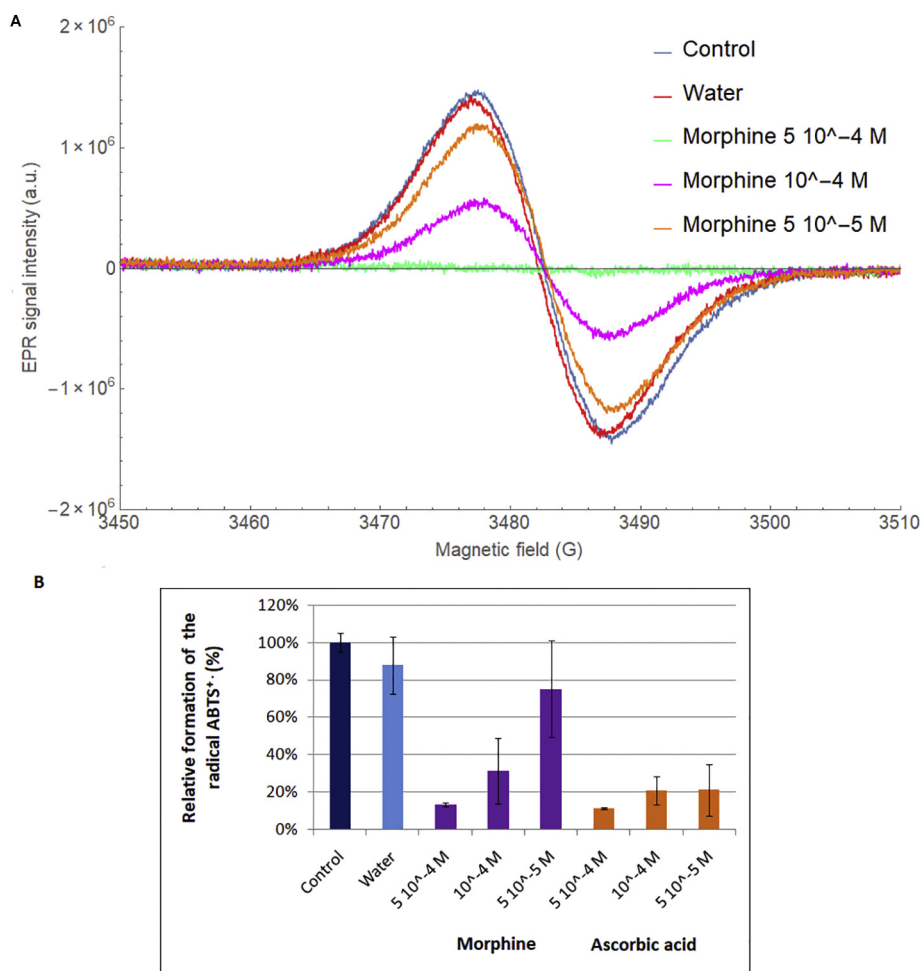 A
2 × 10^6
1 × 10^6
0
−1 × 10^6
−2 × 10^6
EPR signal intensity (a.u.)
Control
Water
Morphine 5 10^−4 M
Morphine 10^−4 M
Morphine 5 10^−5 M
3450 3460 3470 3480 3490 3500 3510
Magnetic field (G)
B
Relative formation of the
radical ABTS⁺· (%)
120%
100%
80%
60%
40%
20%
0%
Control
Water
5 10^-4 M
10^-4 M
5 10^-5 M
5 10^-4 M
10^-4 M
5 10^-5 M
Morphine Ascorbic acid